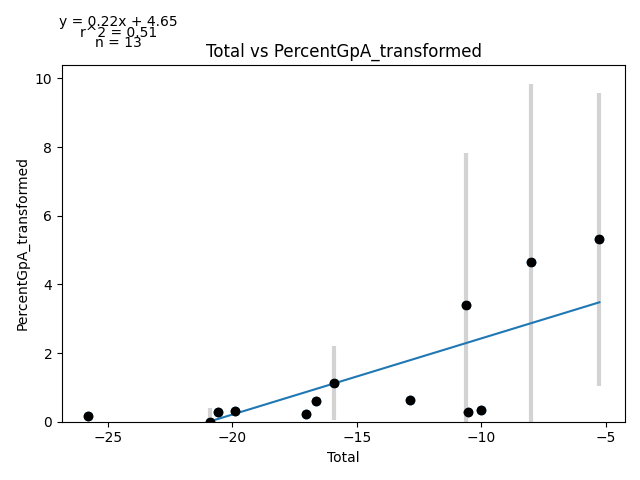 y = 0.22x + 4.65
r^2 = 0.51
n = 13
Total vs PercentGpA_transformed
PercentGpA_transformed
10
8
6
4
2
0
−25
−20
−15
−10
−5
Total